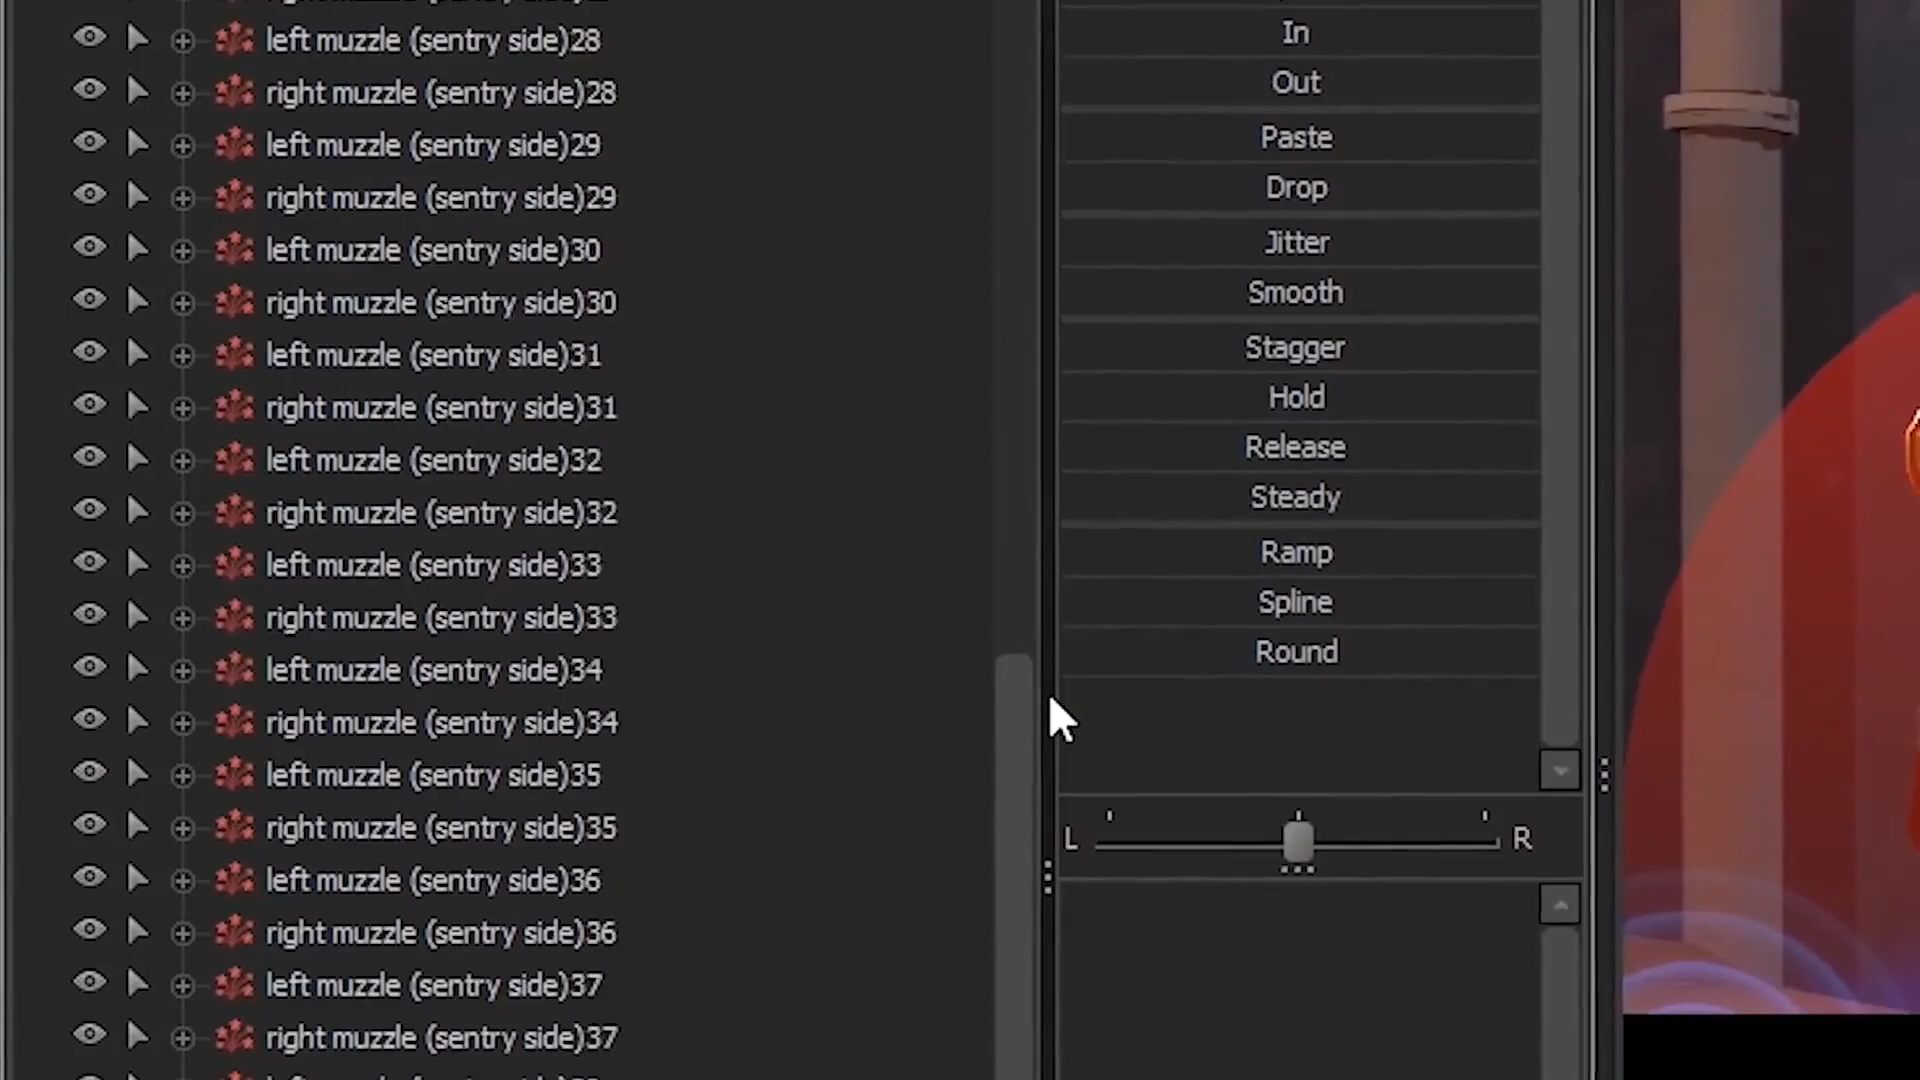 left muzzle (sentry side)28
right muzzle (sentry side)28
left muzzle (sentry side)29
right muzzle (sentry side)29
left muzzle (sentry side)30
right muzzle (sentry side)30
left muzzle (sentry side)31
right muzzle (sentry side)31
left muzzle (sentry side)32
right muzzle (sentry side)32
left muzzle (sentry side)33
right muzzle (sentry side)33
left muzzle (sentry side)34
right muzzle (sentry side)34
left muzzle (sentry side)35
right muzzle (sentry side)35
left muzzle (sentry side)36
right muzzle (sentry side)36
left muzzle (sentry side)37
right muzzle (sentry side)37
In
Out
Paste
Drop
Jitter
Smooth
Stagger
Hold
Release
Steady
Ramp
Spline
Round
L R